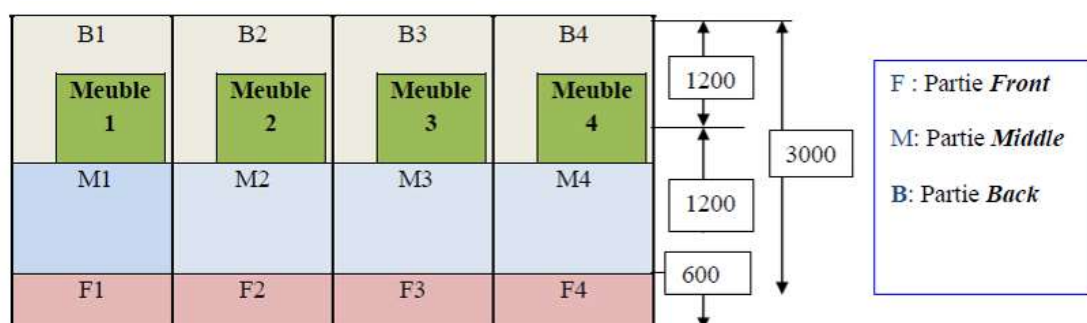 B1 B2 B3 B4
1200
Meuble 1 Meuble 2 Meuble 3 Meuble 4
3000
M1 M2 M3 M4
1200
600
F1 F2 F3 F4
F : Partie Front
M: Partie Middle
B: Partie Back